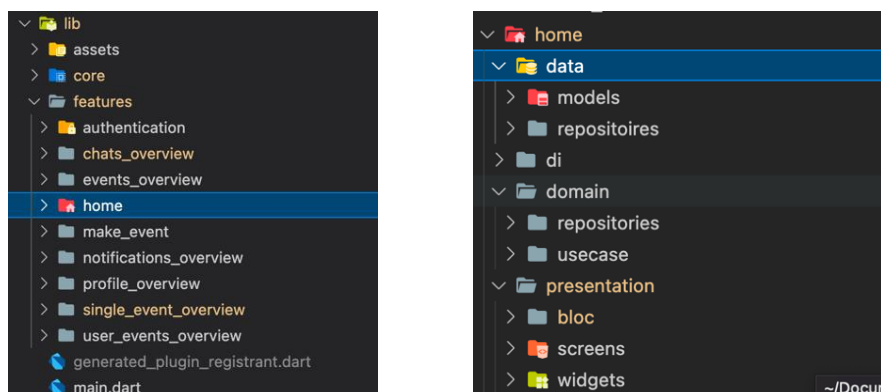 lib
assets
core
features
authentication
chats_overview
events_overview
home
make_event
notifications_overview
profile_overview
single_event_overview
user_events_overview
generated_plugin_registrant.dart
main.dart
home
data
models
repositoires
di
domain
repositories
usecase
presentation
bloc
screens
widgets
~/Docur